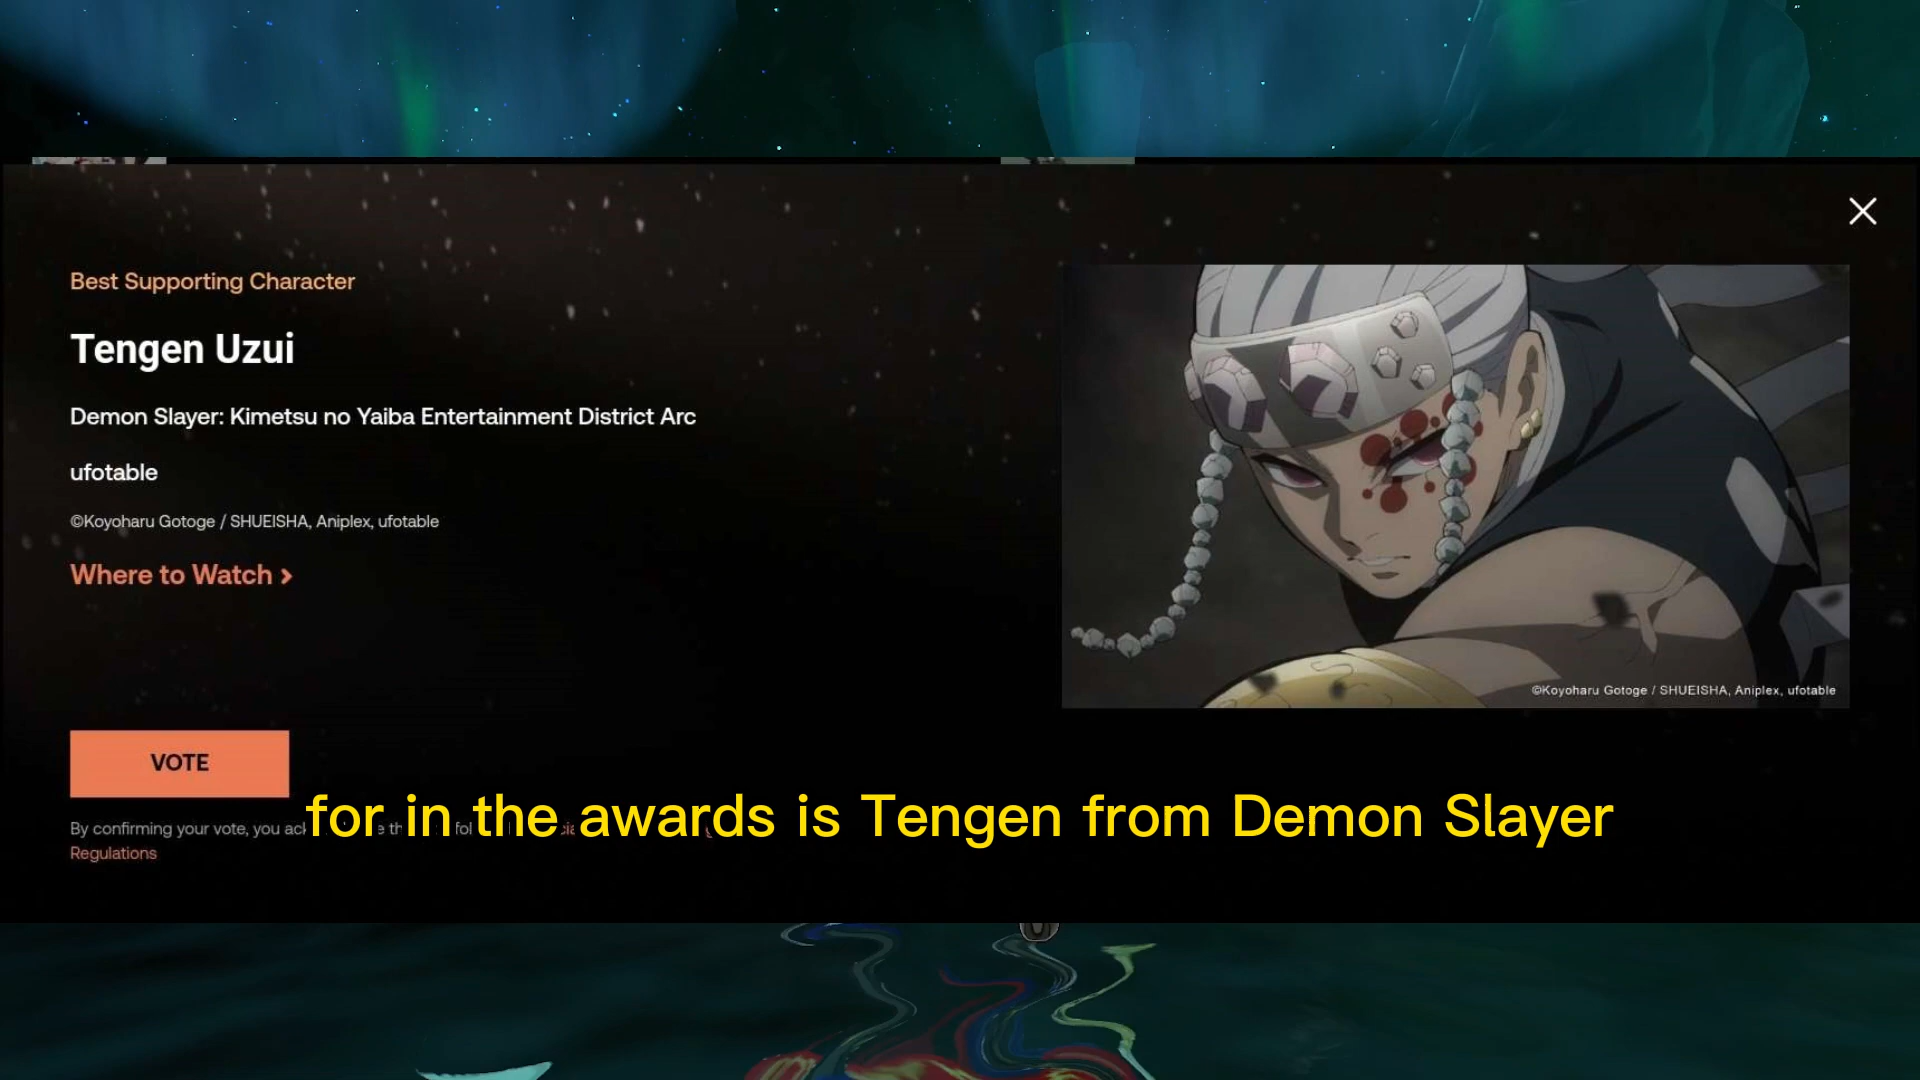 Best Supporting Character
Tengen Uzui
Demon Slayer: Kimetsu no Yaiba Entertainment District Arc
ufotable
©Koyoharu Gotoge / SHUEISHA, Aniplex, ufotable
Where to Watch >
©Koyoharu Gotoge / SHUEISHA, Aniplex, ufotable
VOTE
for in the awards is Tengen from Demon Slayer
By confirming your vote, you
Regulations